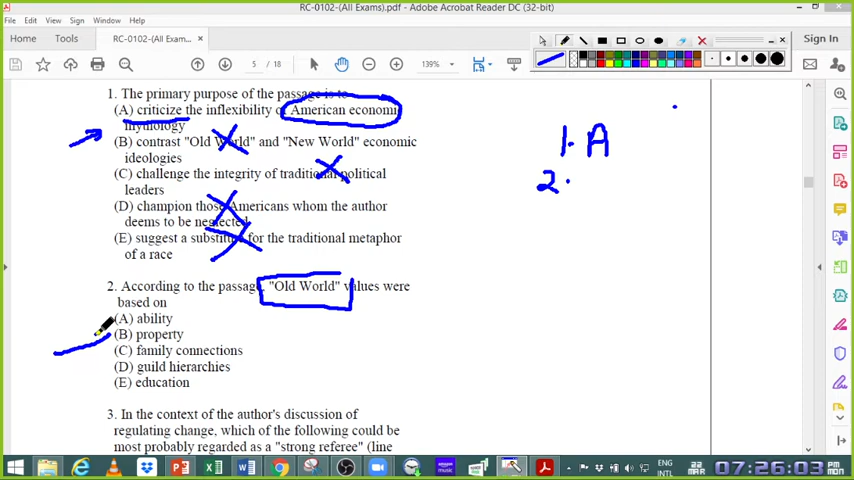 RC-0102-(All Exams).pdf - Adobe Acrobat Reader DC (32-bit)
File Edit View Sign Window Help
Home Tools RC-0102-(All Exam... × Sign In
5 / 18 139%
1. The primary purpose of the passage is to
(A) criticize the inflexibility of American economic
mythology
(B) contrast "Old World" and "New World" economic
ideologies
(C) challenge the integrity of traditional political
leaders
(D) champion those Americans whom the author
deems to be neglected
(E) suggest a substitute for the traditional metaphor
of a race
1. A
2.
2. According to the passage, "Old World" values were
based on
(A) ability
(B) property
(C) family connections
(D) guild hierarchies
(E) education
3. In the context of the author's discussion of
regulating change, which of the following could be
most probably regarded as a "strong referee" (line
ENG
INTL
22
MAR
07:26:03 PM